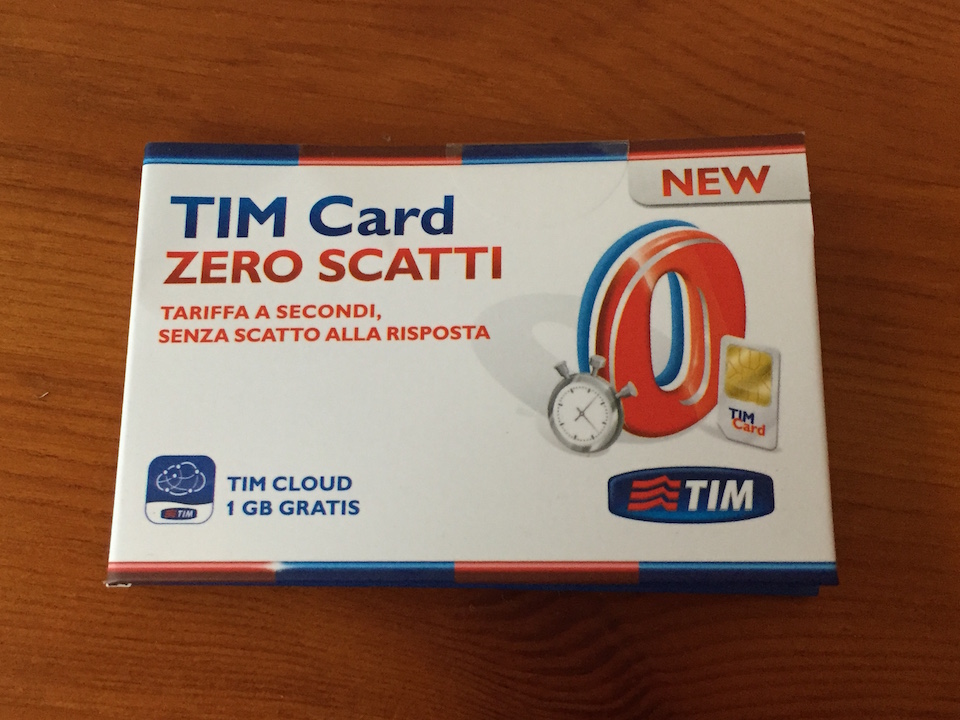 NEW
TIM Card
ZERO SCATTI
TARIFFA A SECONDI,
SENZA SCATTO ALLA RISPOSTA
TIM
Card
TIM CLOUD
1 GB GRATIS
TIM
TIM